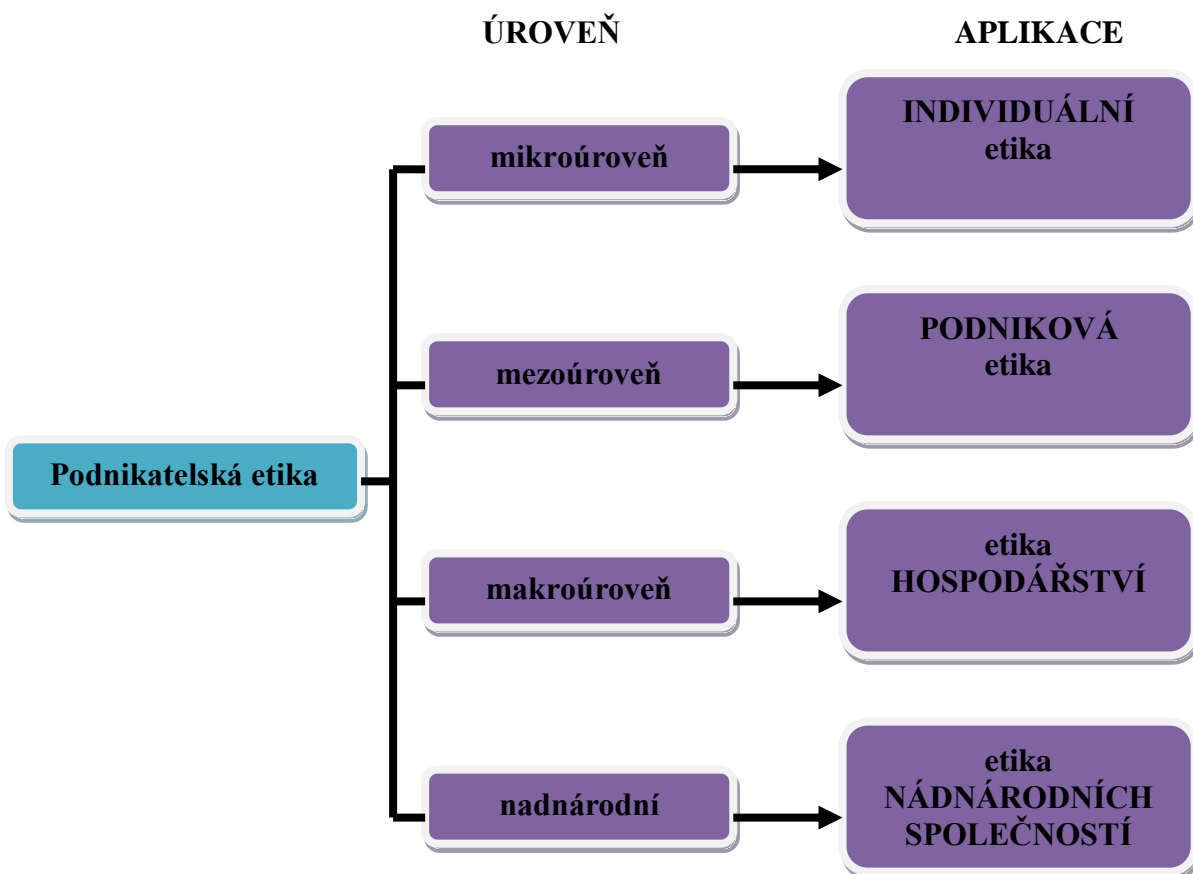 ÚROVEŇ APLIKACE
mikroúroveň
INDIVIDUÁLNÍ
etika
mezoúroveň
PODNIKOVÁ
etika
Podnikatelská etika
makroúroveň
etika
HOSPODÁŘSTVÍ
nadnárodní
etika
NÁDNÁRODNÍCH
SPOLEČNOSTÍ